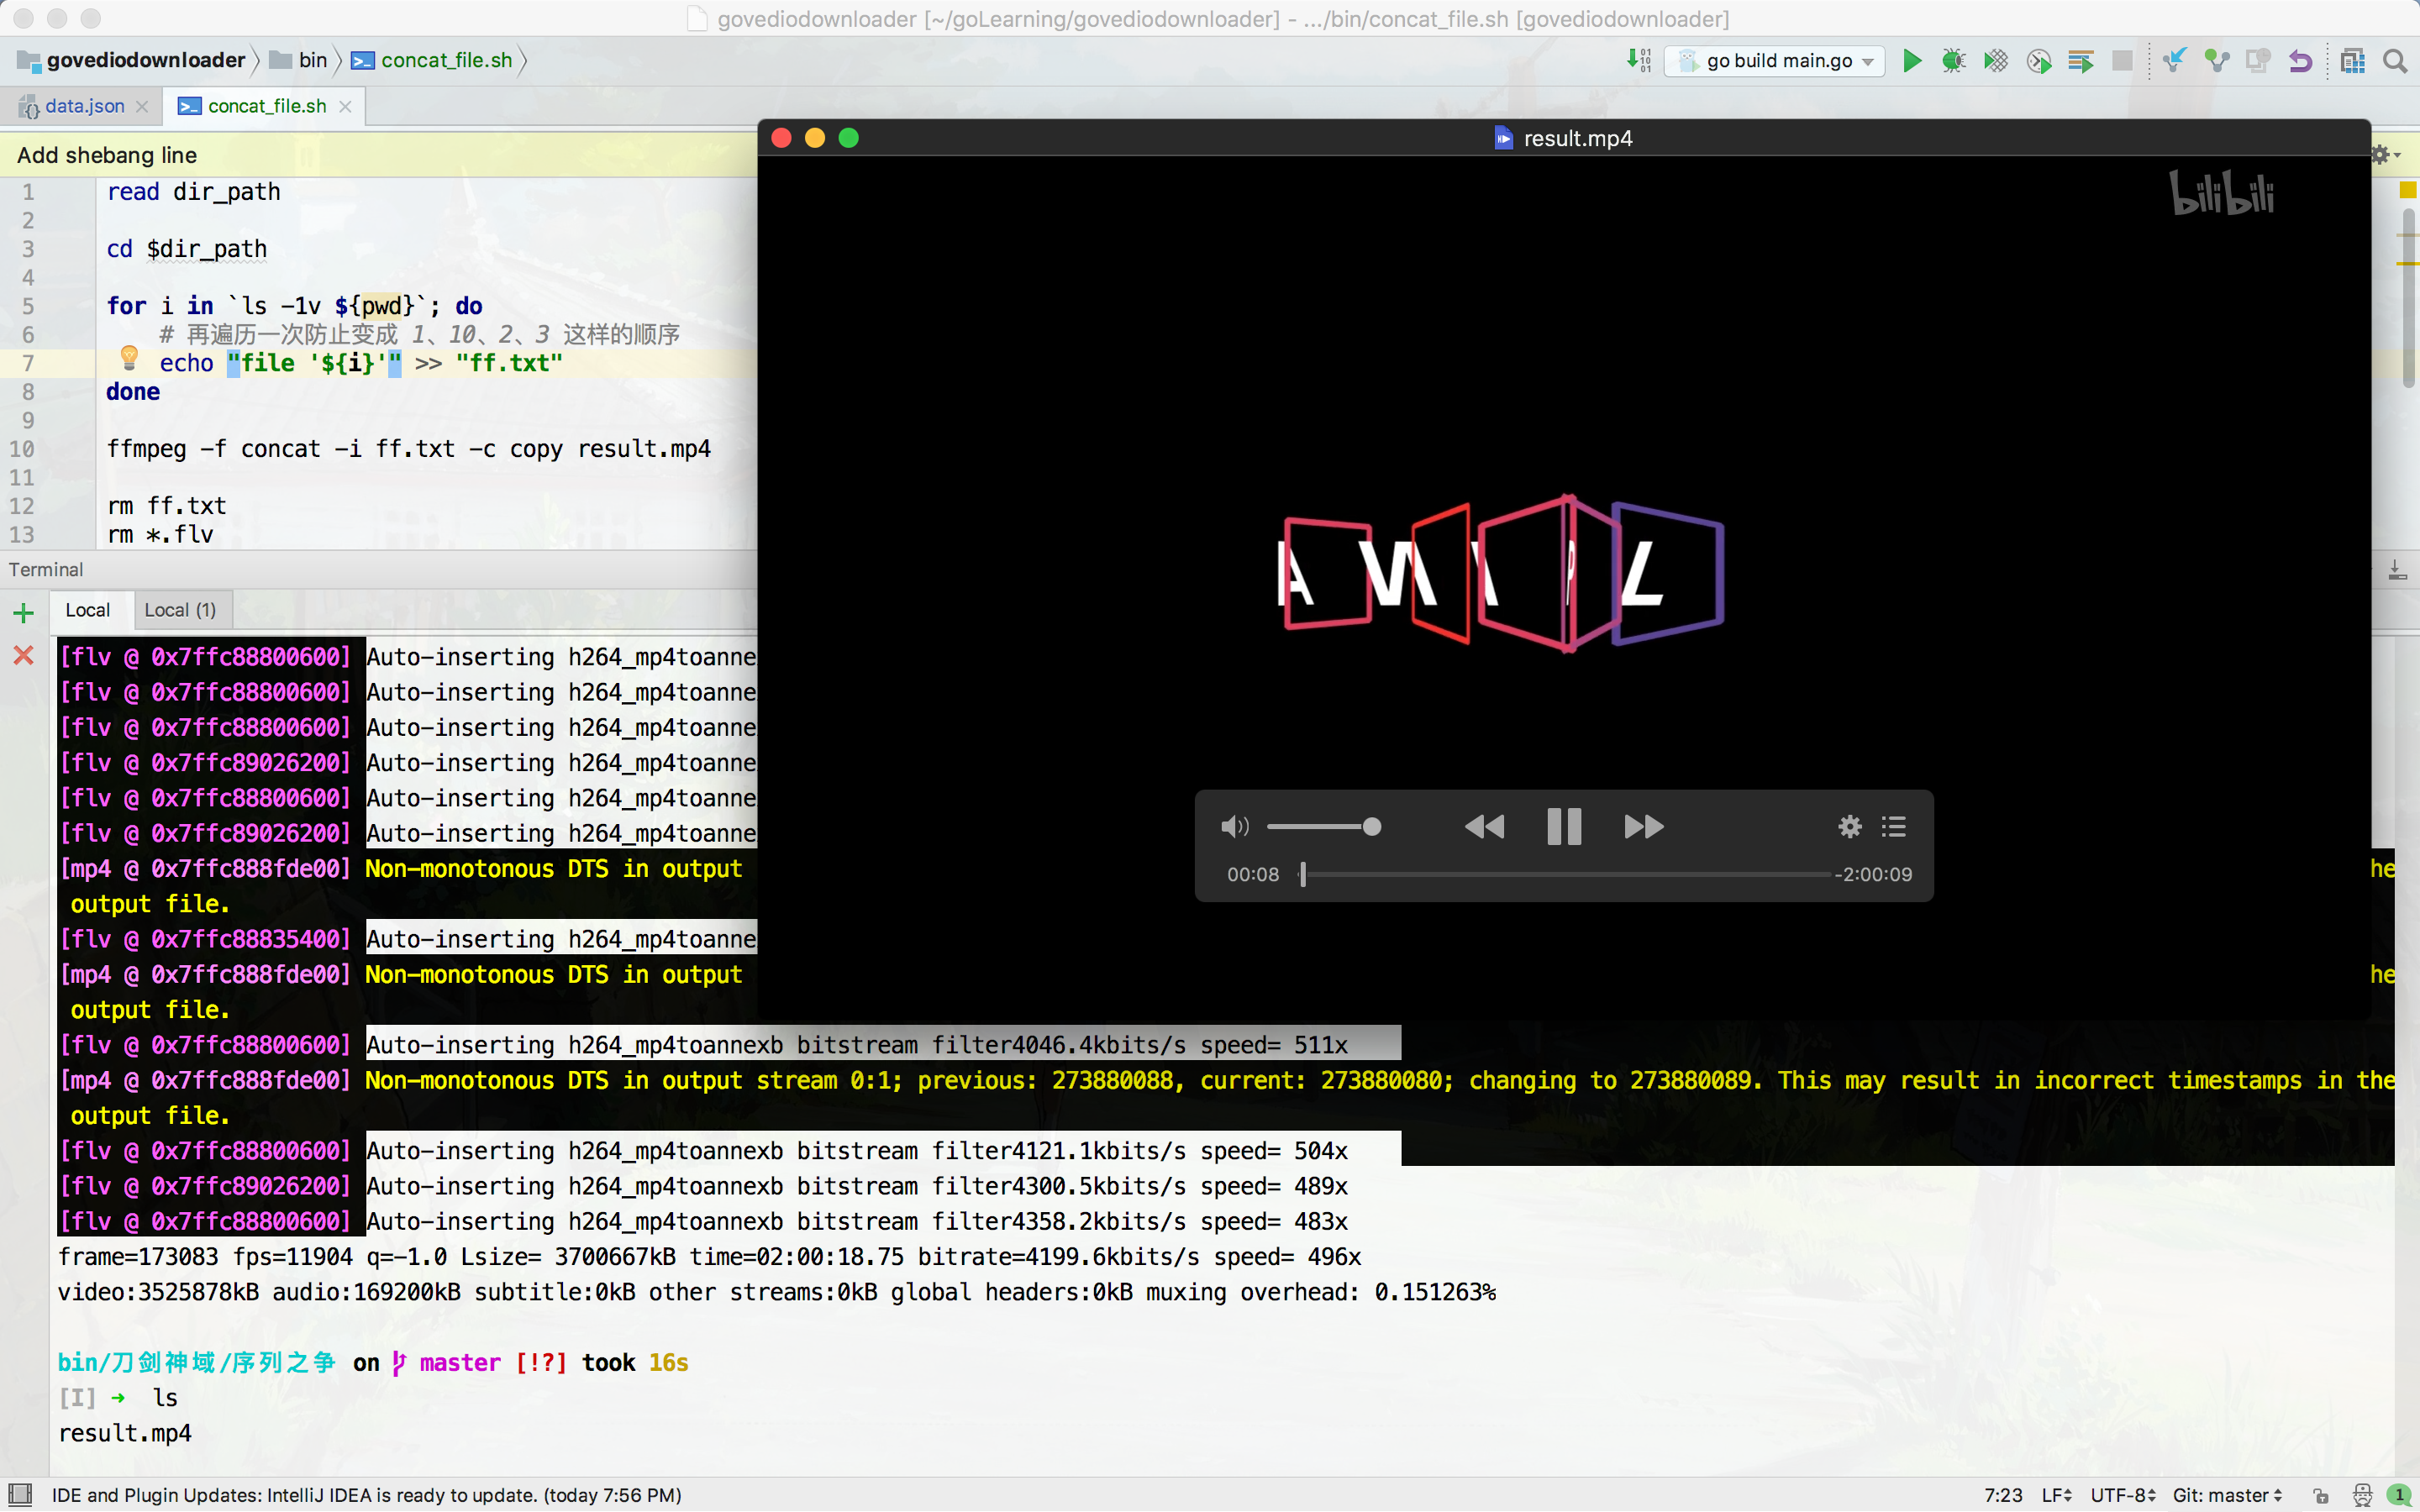 govediodownloader [~/goLearning/govediodownloader] - .../bin/concat_file.sh [govediodownloader]
govediodownloader bin concat_file.sh
go build main.go
data.json
concat_file.sh
Add shebang line
1 read dir_path
2
3 cd $dir_path
4
5 for i in `ls -1v ${pwd}`; do
6 # 再遍历一次防止变成 1、10、2、3 这样的顺序
7 echo "file '${i}'" >> "ff.txt"
8 done
9
10 ffmpeg -f concat -i ff.txt -c copy result.mp4
11
12 rm ff.txt
13 rm *.flv
result.mp4
bilibili
00:08
-2:00:09
Terminal
Local
Local (1)
[flv @ 0x7ffc88800600] Auto-inserting
[flv @ 0x7ffc88800600] Auto-inserting
[flv @ 0x7ffc88800600] Auto-inserting
[flv @ 0x7ffc89026200] Auto-inserting
[flv @ 0x7ffc88800600] Auto-inserting
[flv @ 0x7ffc89026200] Auto-inserting
[mp4 @ 0x7ffc888fde00] Non-monotonous DTS in output he
output file.
[flv @ 0x7ffc88835400] Auto-inserting
[mp4 @ 0x7ffc888fde00] Non-monotonous DTS in output he
output file.
[flv @ 0x7ffc88800600] Auto-inserting h264_mp4toannexb bitstream filter4046.4kbits/s speed= 511x
[mp4 @ 0x7ffc888fde00] Non-monotonous DTS in output stream 0:1; previous: 273880088, current: 273880080; changing to 273880089. This may result in incorrect timestamps in the
output file.
[flv @ 0x7ffc88800600] Auto-inserting h264_mp4toannexb bitstream filter4121.1kbits/s speed= 504x
[flv @ 0x7ffc89026200] Auto-inserting h264_mp4toannexb bitstream filter4300.5kbits/s speed= 489x
[flv @ 0x7ffc88800600] Auto-inserting h264_mp4toannexb bitstream filter4358.2kbits/s speed= 483x
frame=173083 fps=11904 q=-1.0 Lsize= 3700667kB time=02:00:18.75 bitrate=4199.6kbits/s speed= 496x
video:3525878kB audio:169200kB subtitle:0kB other streams:0kB global headers:0kB muxing overhead: 0.151263%
bin/刀剑神域/序列之争 on master [!?] took 16s
[I] ➜ ls
result.mp4
IDE and Plugin Updates: IntelliJ IDEA is ready to update. (today 7:56 PM)
7:23 LF UTF-8 Git: master 1